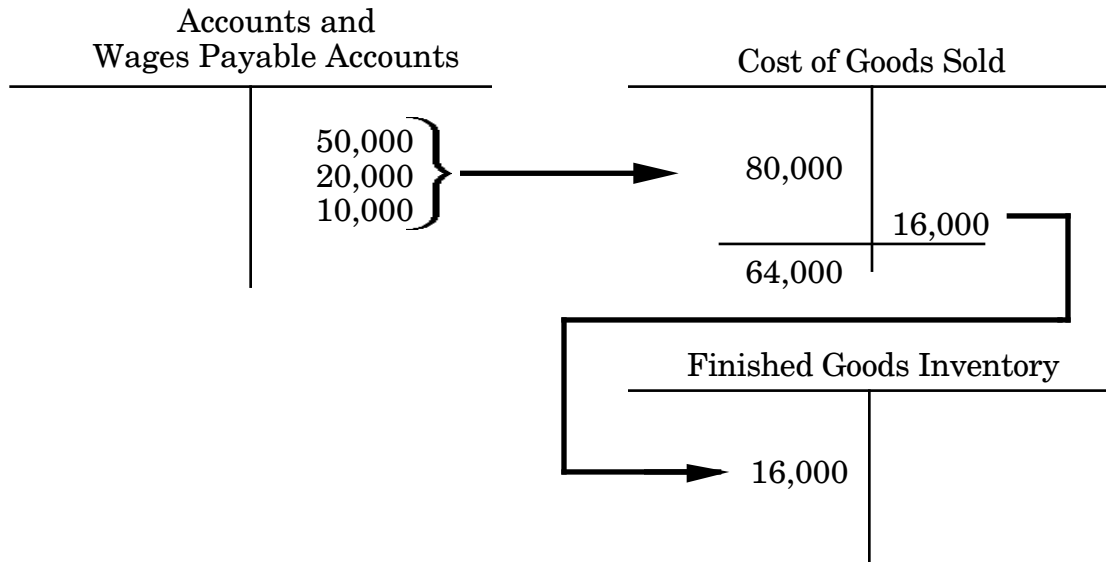 Accounts and
Wages Payable Accounts
Cost of Goods Sold
50,000
20,000
10,000
80,000
16,000
64,000
Finished Goods Inventory
16,000